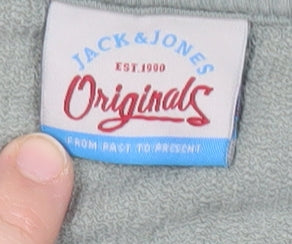 JACK & JONES
EST. 1990
Originals
FROM PAST TO PRESENT